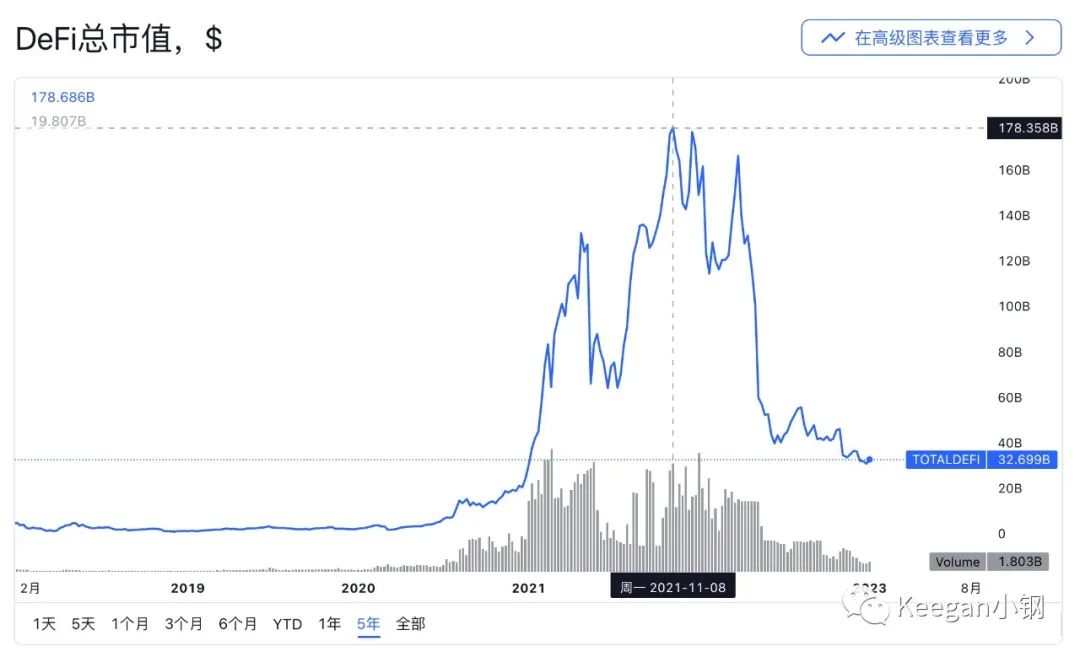 DeFi总市值，$
在高级图表查看更多
178.686B
19.807B
200B
178.358B
160B
140B
120B
100B
80B
60B
40B
TOTALDEFI 32.699B
20B
0
Volume 1.803B
2月 2019 2020 2021 周一 2021-11-08 2023 8月
Keegan小钢
1天 5天 1个月 3个月 6个月 YTD 1年 5年 全部